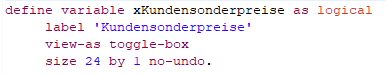 define variable xKundensonderpreise as logical
label 'Kundensonderpreise'
view-as toggle-box
size 24 by 1 no-undo.